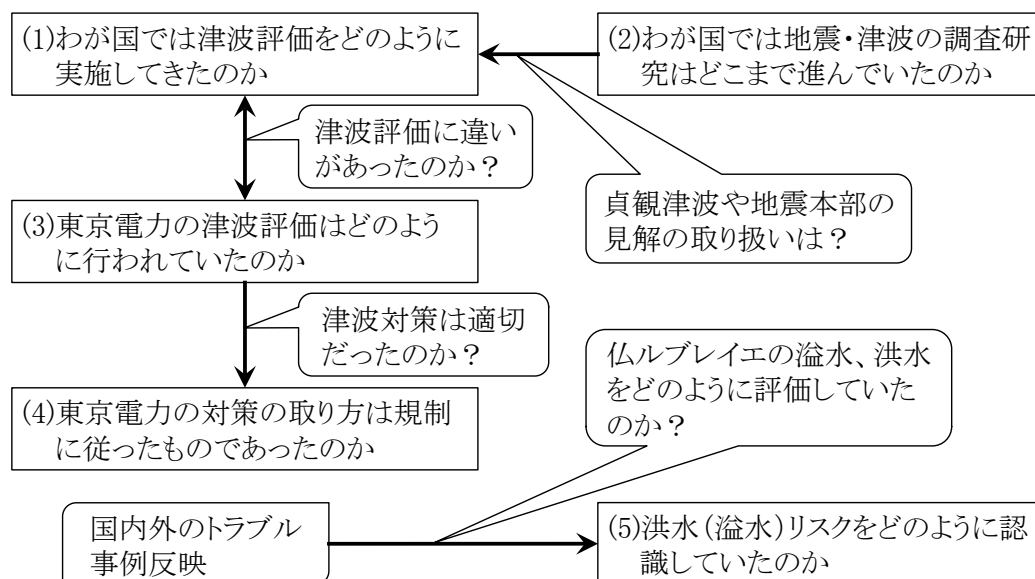 (1)わが国では津波評価をどのように
実施してきたのか
(2)わが国では地震・津波の調査研
究はどこまで進んでいたのか
津波評価に違い
があったのか？
貞観津波や地震本部の
見解の取り扱いは？
(3)東京電力の津波評価はどのよう
に行われていたのか
津波対策は適切
だったのか？
仏ルブレイエの溢水、洪水
をどのように評価していた
のか？
(4)東京電力の対策の取り方は規制
に従ったものであったのか
国内外のトラブル
事例反映
(5)洪水(溢水)リスクをどのように認
識していたのか